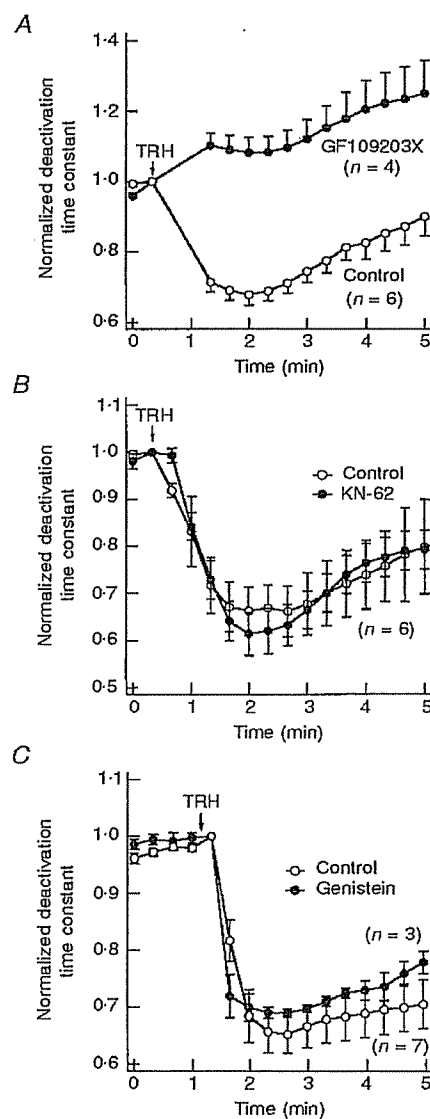 A
1·4
1·2
1·0
0·8
0·6
Normalized deactivation
time constant
TRH
GF109203X
(n = 4)
Control
(n = 6)
0 1 2 3 4 5
Time (min)
B
1·1
1·0
0·9
0·8
0·7
0·6
0·5
Normalized deactivation
time constant
TRH
Control
KN-62
(n = 6)
0 1 2 3 4 5
Time (min)
C
1·1
1·0
0·9
0·8
0·7
0·6
Normalized deactivation
time constant
TRH
Control
Genistein
(n = 3)
(n = 7)
0 1 2 3 4 5
Time (min)